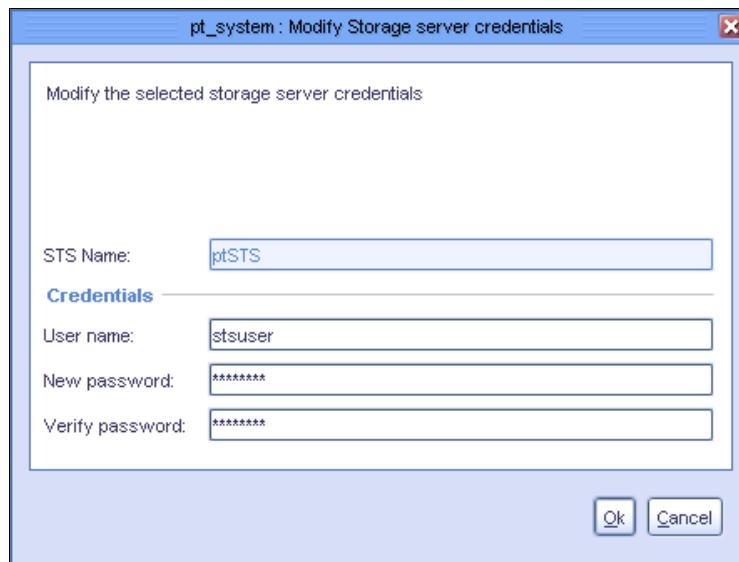 pt_system : Modify Storage server credentials
Modify the selected storage server credentials
STS Name: ptSTS
Credentials
User name: stsuser
New password: ********
Verify password: ********
Ok Cancel